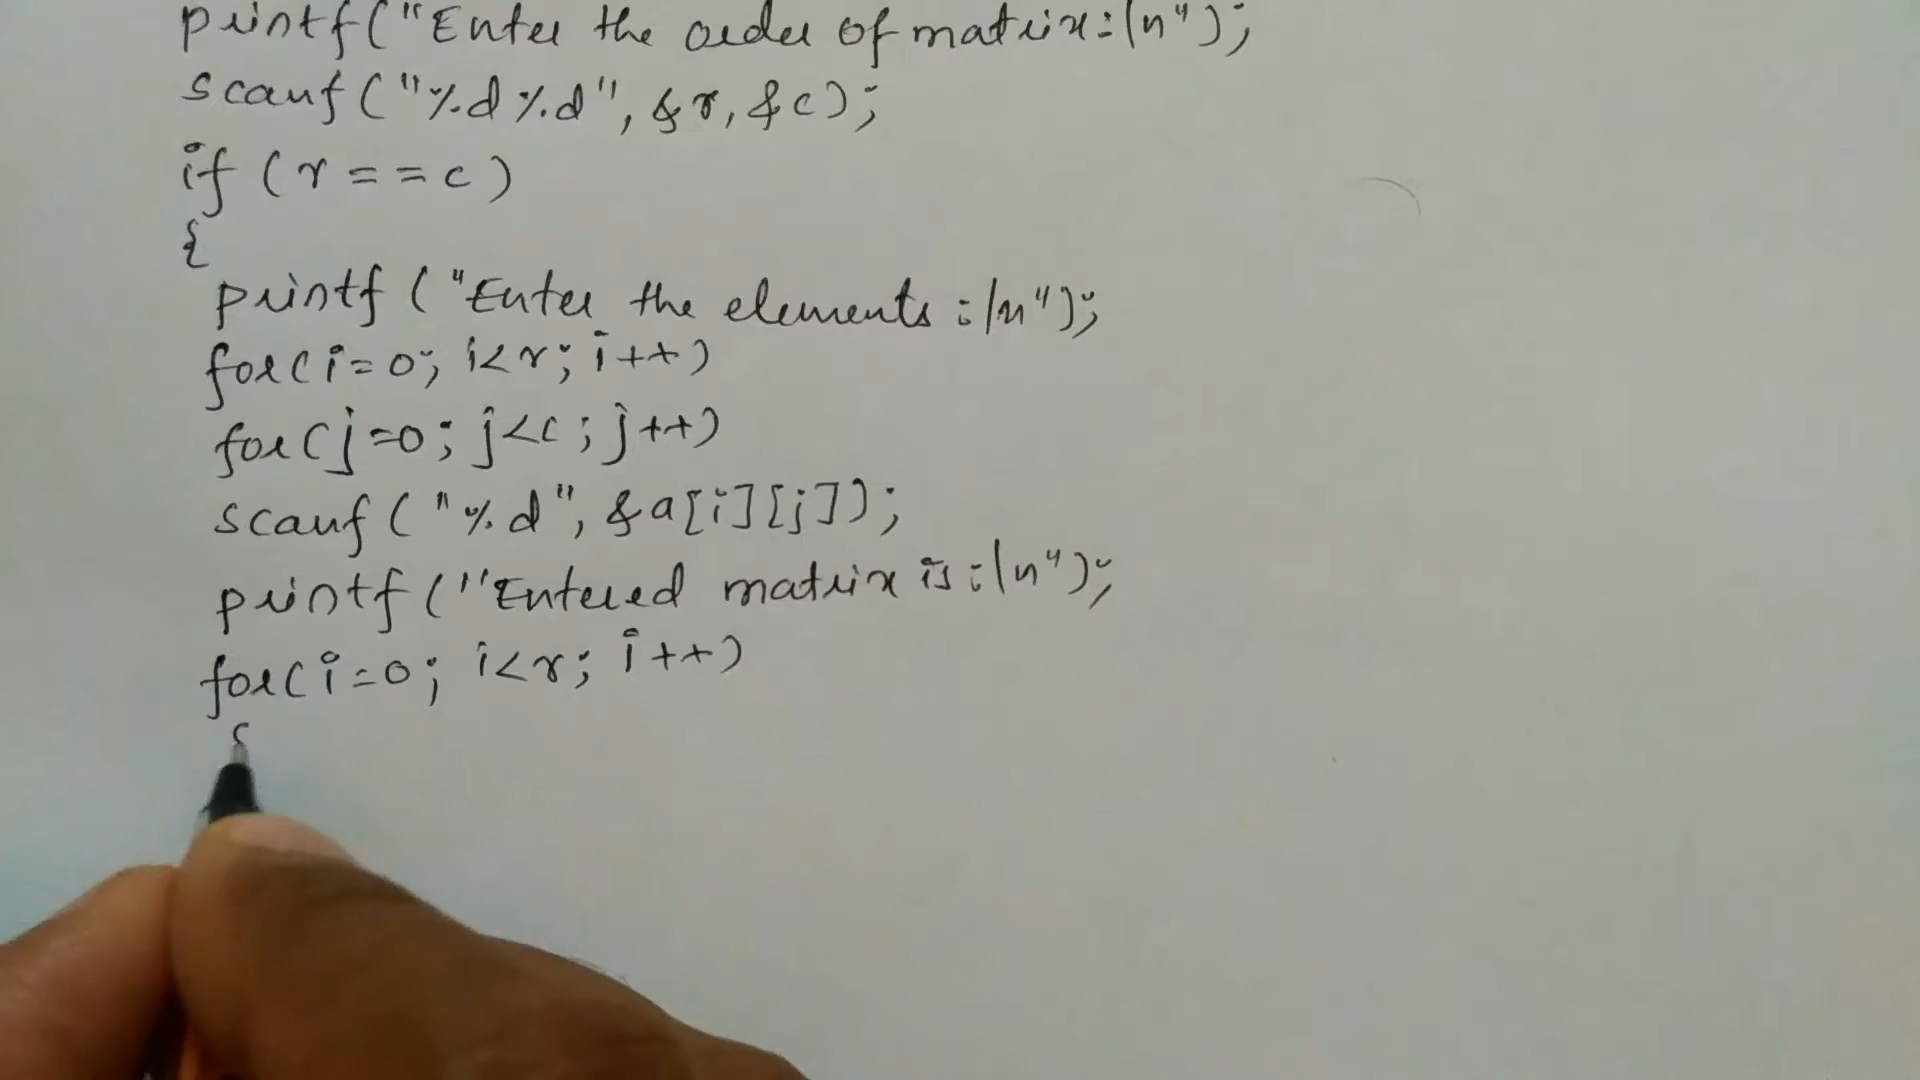 printf("Enter the order of matrix:\n");
scanf("%d%d", &r, &c);
if (r==c)
{
printf ("Enter the elements :\n");
for(i=0; i<r; i++)
for(j=0; j<c; j++)
scanf ("%d", &a[i][j]);
printf ("Entered matrix is :\n");
for(i=0; i<r; i++)